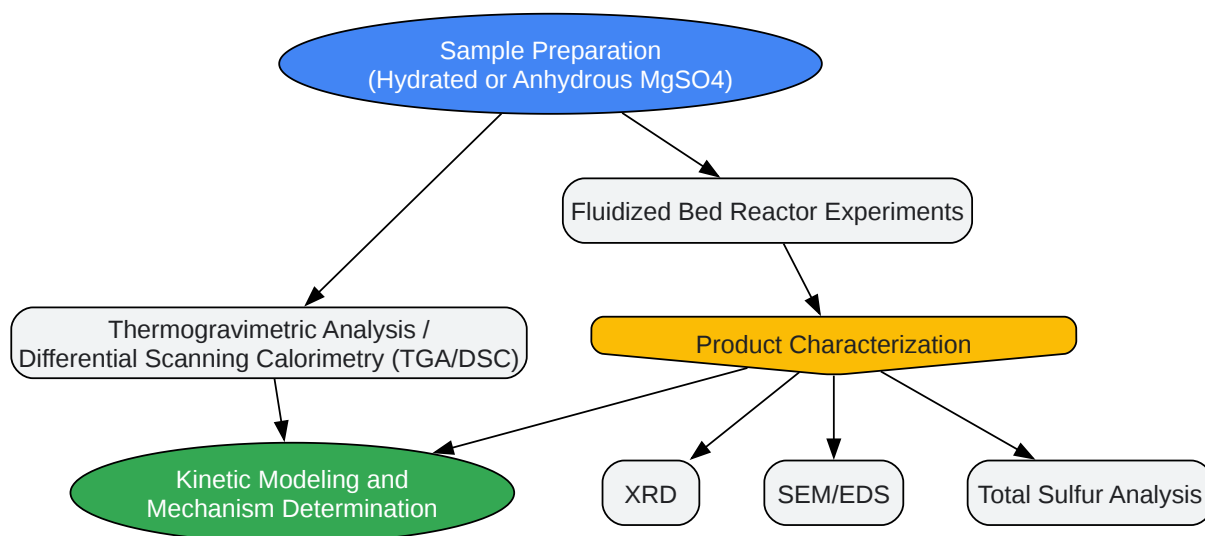 Sample Preparation
(Hydrated or Anhydrous MgSO4)
Fluidized Bed Reactor Experiments
Thermogravimetric Analysis /
Differential Scanning Calorimetry (TGA/DSC)
Product Characterization
Kinetic Modeling and
Mechanism Determination
XRD
SEM/EDS
Total Sulfur Analysis